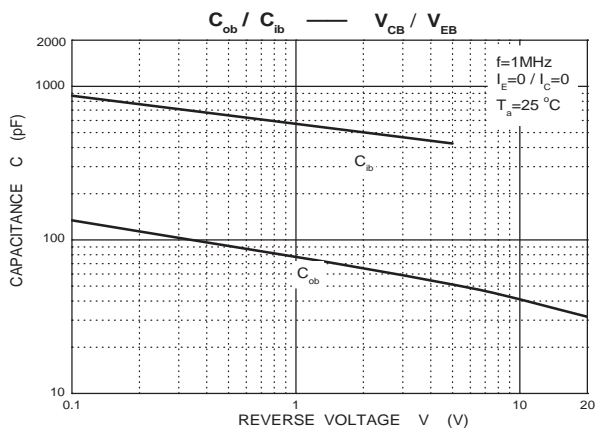 Cob / Cib —— VCB / VEB
2000
f=1MHz
1000
IE=0 / IC=0
Ta=25 °C
CAPACITANCE C (pF)
Cib
100
Cob
10
0.1
1
10
20
REVERSE VOLTAGE V (V)